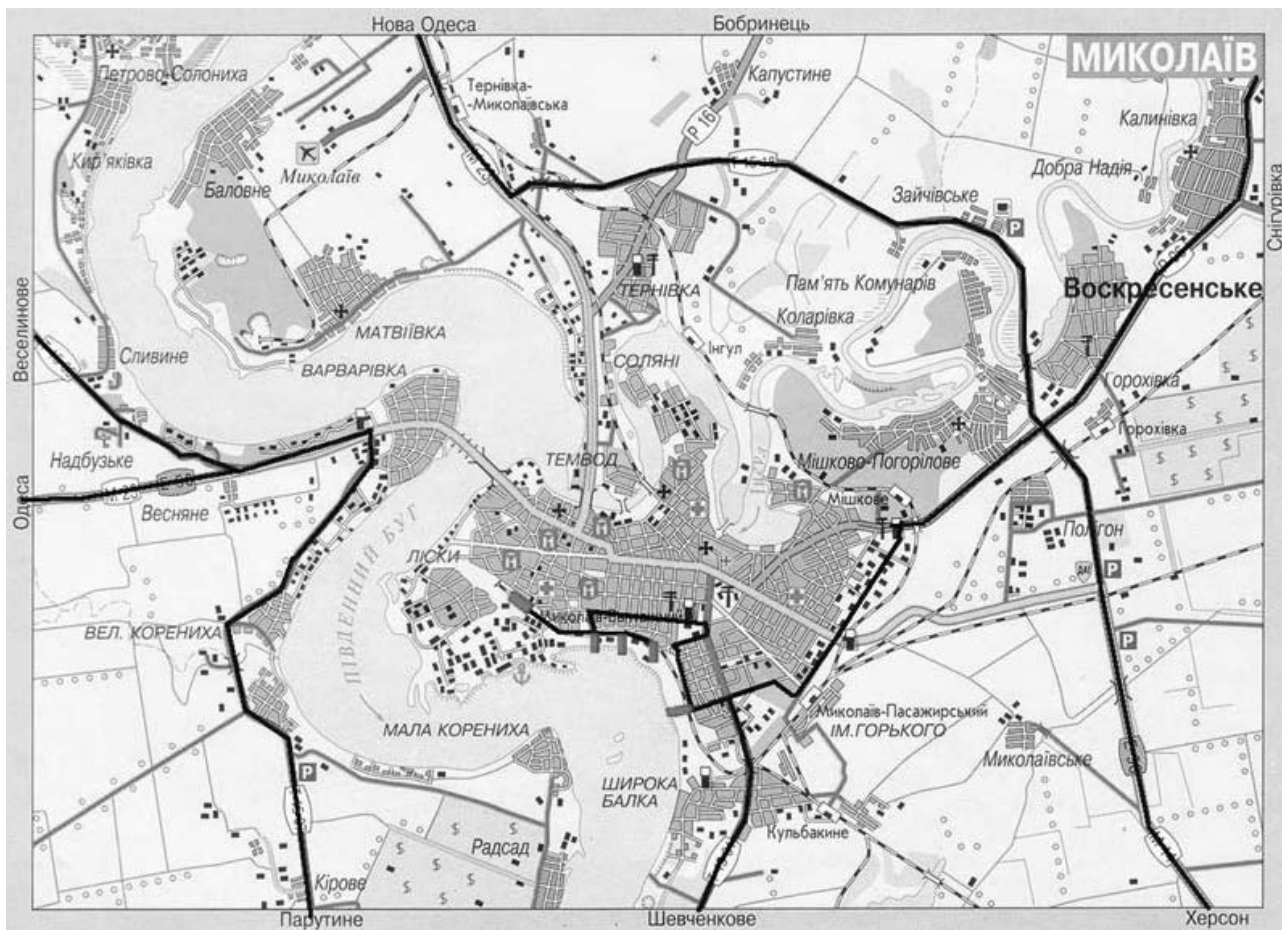 Нова Одеса
Бобринець
МИКОЛАЇВ
Петрово-Солониха
Тернівка-
-Миколаївська
Капустине
Калинівка
Р 16
Кир'яківка
Миколаїв
Баловне
Добра Надія
Зайчівське
Р
Снігурівка
ТЕРНІВКА
Пам'ять Комунарів
Воскресенське
Веселинове
МАТВІЇВКА
Коларівка
Інгул
СОЛЯНІ
Сливине
ВАРВАРІВКА
Горохівка
Горохівка
Надбузьке
ТЕМВОД
Мішково-Погорілове
Інгул
Мішкове
Одеса
Весняне
Полігон
ПІВДЕННИЙ БУГ
ЛІСКИ
ДАІ
Р
ВЕЛ. КОРЕНИХА
Р
МАЛА КОРЕНИХА
Миколаїв-Пасажирський
ІМ.ГОРЬКОГО
Миколаївське
Р
ШИРОКА
БАЛКА
Кульбакине
Радсад
Кірове
Парутине
Шевченкове
Херсон